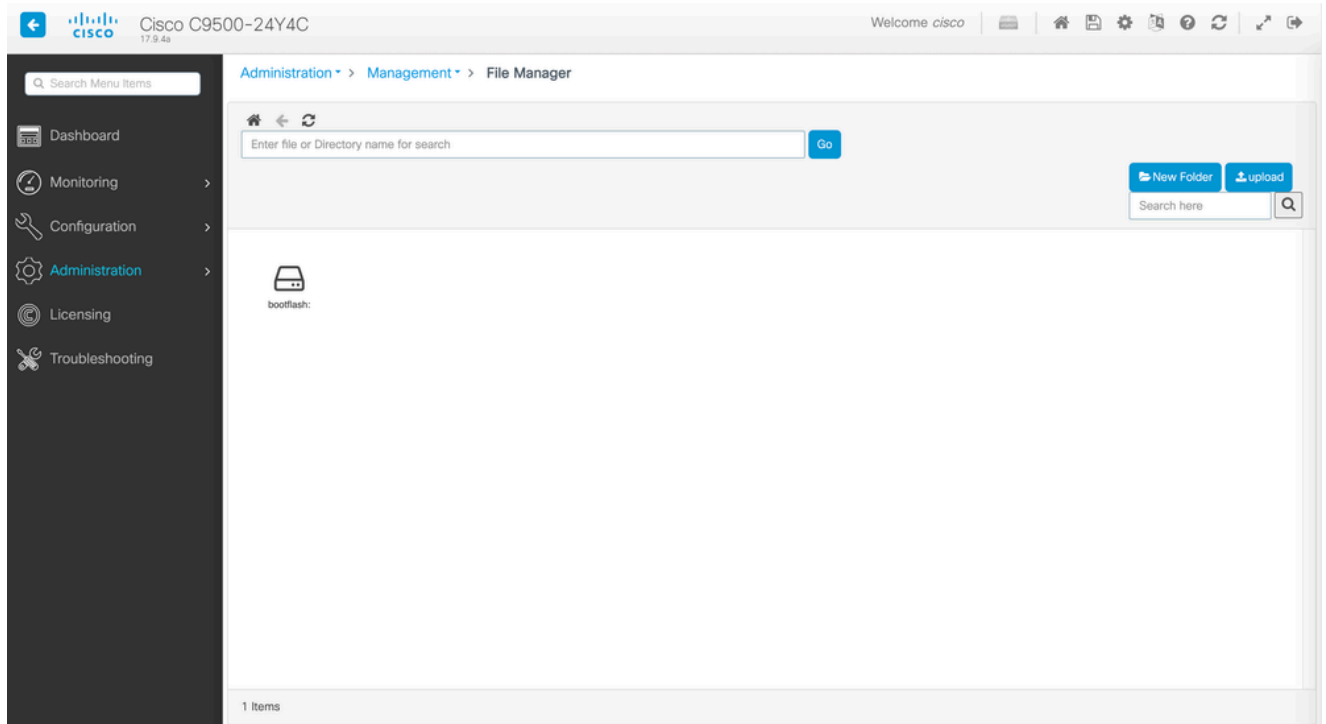 CISCO
Cisco C9500-24Y4C
17.9.4a
Welcome cisco
Search Menu Items
Dashboard
Monitoring
Configuration
Administration
Licensing
Troubleshooting
Administration > Management > File Manager
Enter file or Directory name for search
Go
New Folder
upload
Search here
bootflash:
1 Items